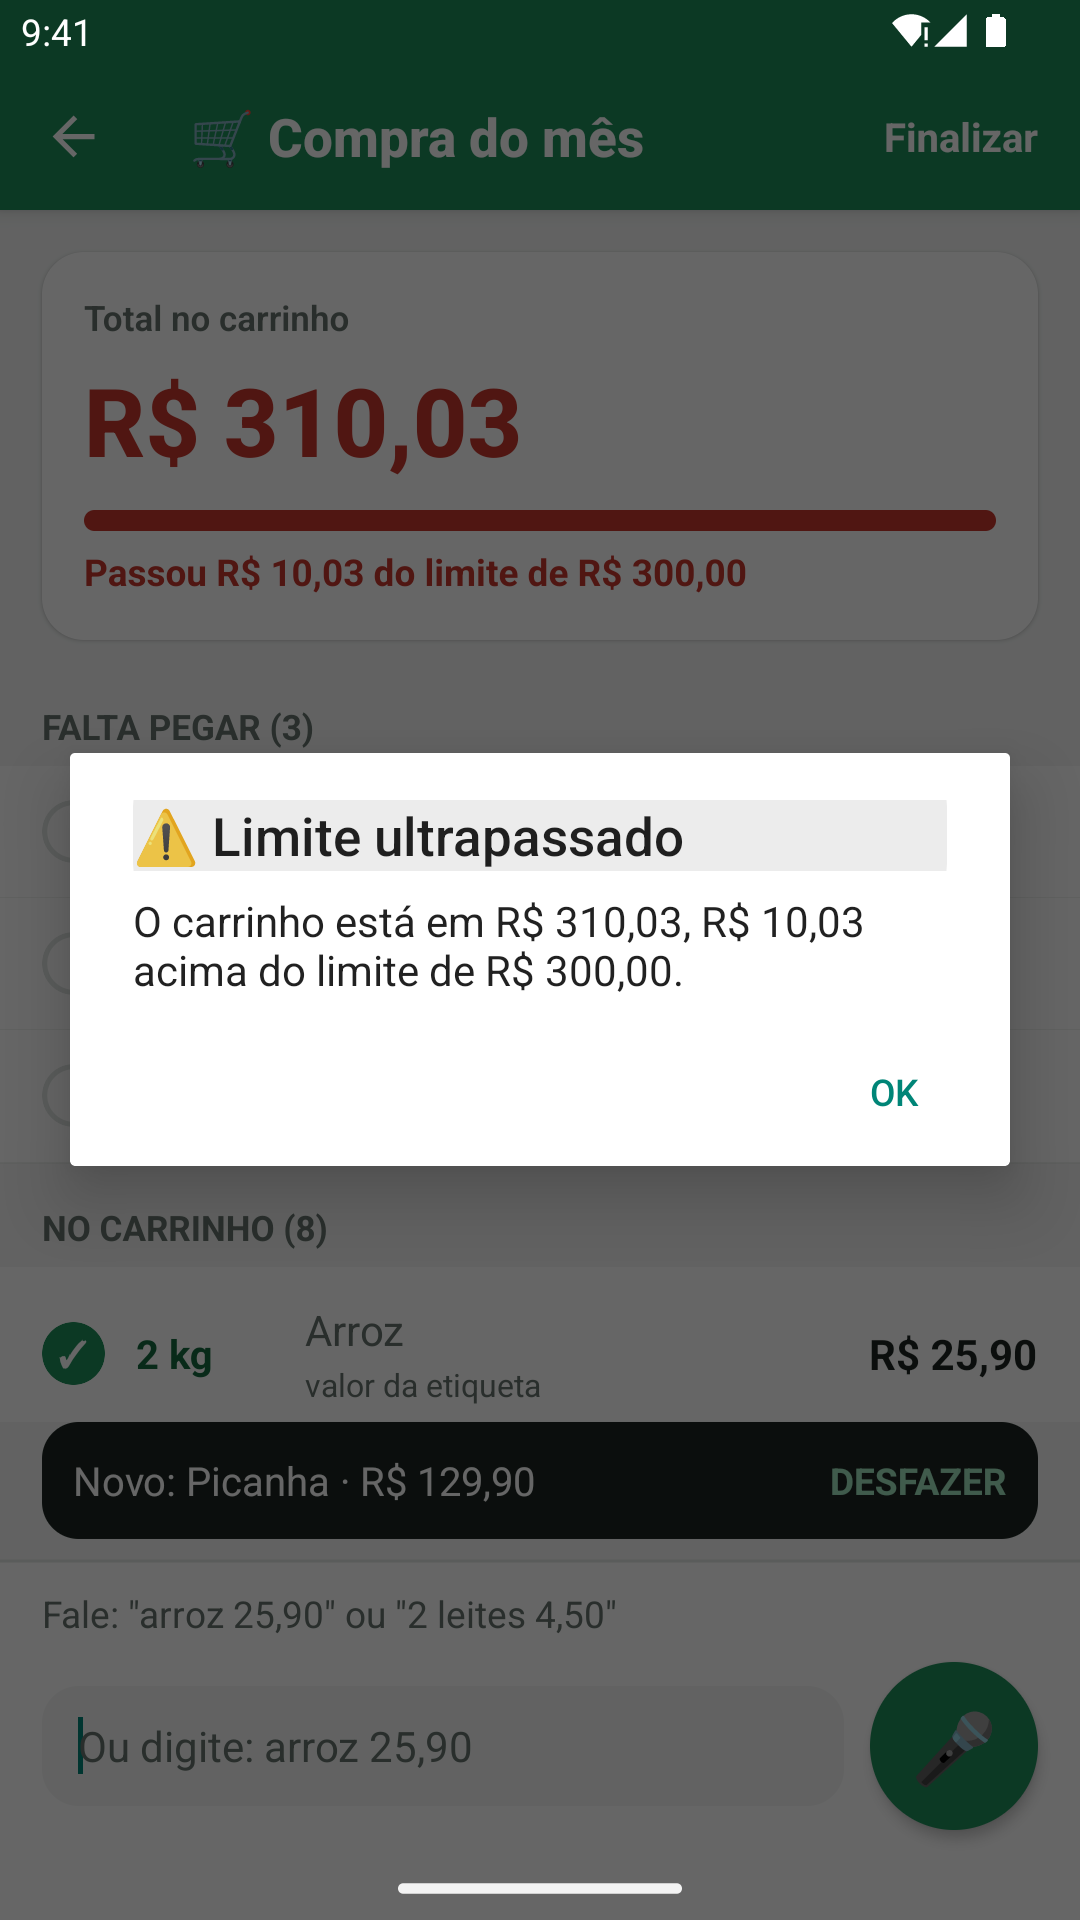 9:41
🛒 Compra do mês
Finalizar
Total no carrinho
R$ 310,03
Passou R$ 10,03 do limite de R$ 300,00
FALTA PEGAR (3)
⚠️ Limite ultrapassado
O carrinho está em R$ 310,03, R$ 10,03
acima do limite de R$ 300,00.
OK
NO CARRINHO (8)
✓ 2 kg
Arroz
valor da etiqueta
R$ 25,90
Novo: Picanha · R$ 129,90
DESFAZER
Fale: "arroz 25,90" ou "2 leites 4,50"
Ou digite: arroz 25,90